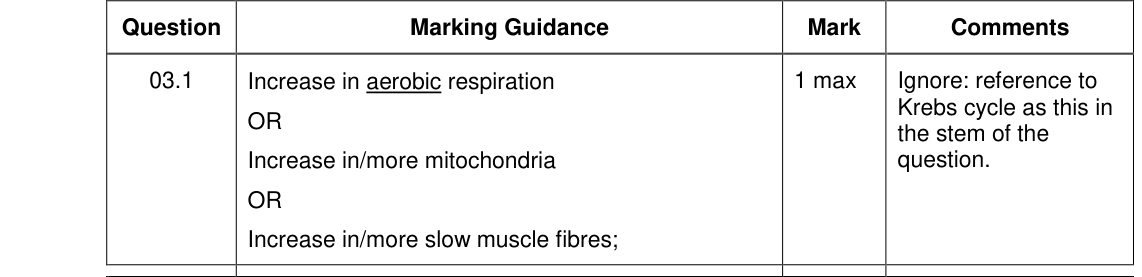 Question Marking Guidance Mark Comments
03.1 Increase in aerobic respiration 1 max Ignore: reference to
Krebs cycle as this in
OR
the stem of the
Increase in/more mitochondria question.
OR
Increase in/more slow muscle fibres;